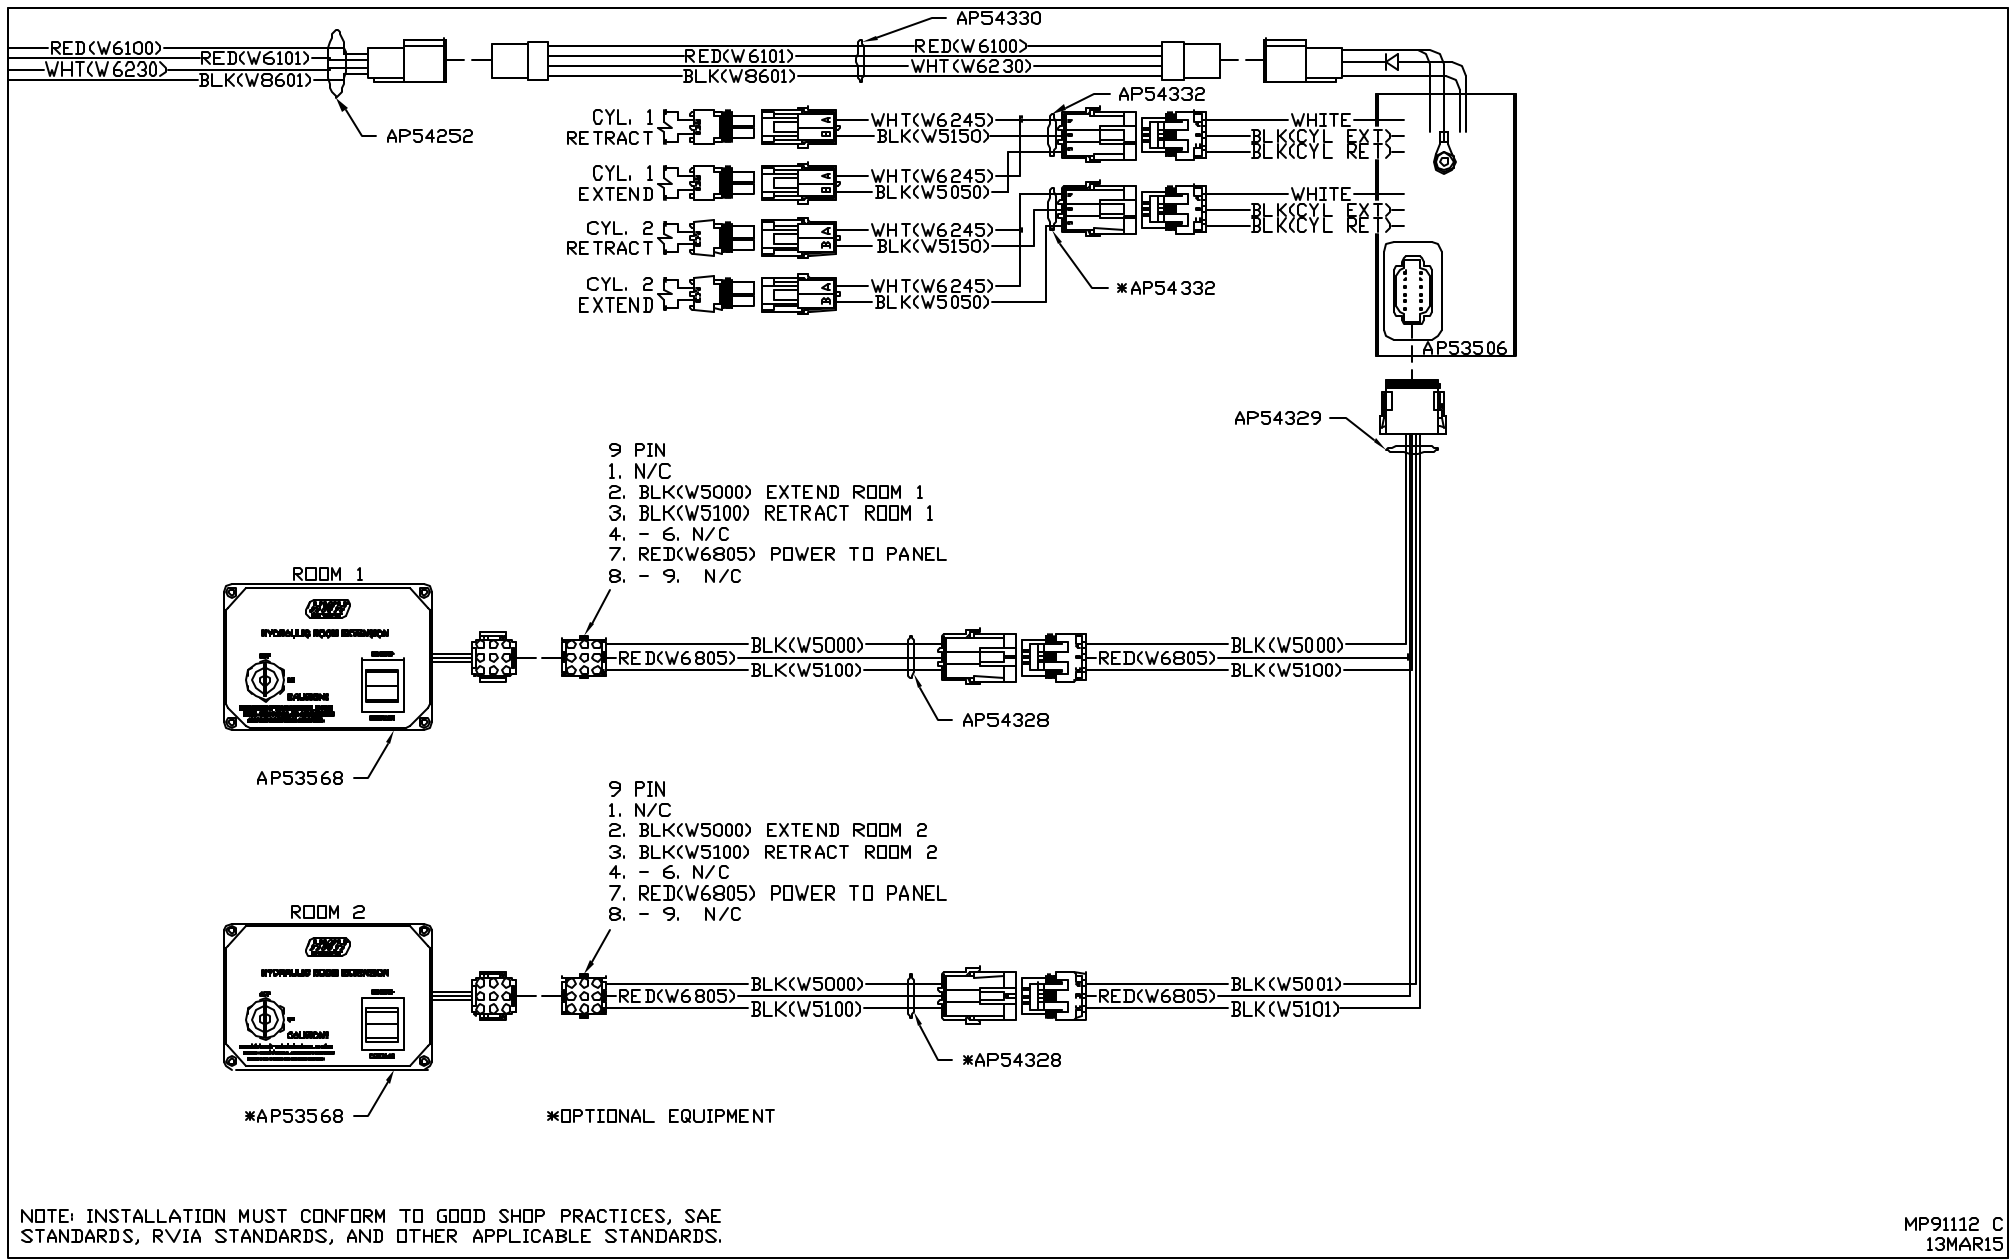 AP54330
RED(W6100)
RED(W6101)
WHT(W6230)
BLK(W8601)
AP54252
RED(W6100)
RED(W6101)
WHT(W6230)
BLK(W8601)
AP54332
CYL. 1
RETRACT
A
B
WHT(W6245)
BLK(W5150)
WHITE
BLK(CYL EXT)
BLK(CYL RET)
CYL. 1
EXTEND
A
B
WHT(W6245)
BLK(W5050)
WHITE
BLK(CYL EXT)
BLK(CYL RET)
CYL. 2
RETRACT
A
B
WHT(W6245)
BLK(W5150)
CYL. 2
EXTEND
A
B
WHT(W6245)
BLK(W5050)
*AP54332
AP53506
AP54329
9 PIN
1. N/C
2. BLK(W5000) EXTEND ROOM 1
3. BLK(W5100) RETRACT ROOM 1
4. - 6. N/C
7. RED(W6805) POWER TO PANEL
8. - 9. N/C
ROOM 1
HYDRAULIC ROOM EXTENSION
BLK(W5000)
RED(W6805)
BLK(W5100)
BLK(W5000)
RED(W6805)
BLK(W5100)
AP54328
AP53568
9 PIN
1. N/C
2. BLK(W5000) EXTEND ROOM 2
3. BLK(W5100) RETRACT ROOM 2
4. - 6. N/C
7. RED(W6805) POWER TO PANEL
8. - 9. N/C
ROOM 2
HYDRAULIC ROOM EXTENSION
BLK(W5000)
RED(W6805)
BLK(W5100)
BLK(W5001)
RED(W6805)
BLK(W5101)
*AP54328
*AP53568
*OPTIONAL EQUIPMENT
NOTE: INSTALLATION MUST CONFORM TO GOOD SHOP PRACTICES, SAE
STANDARDS, RVIA STANDARDS, AND OTHER APPLICABLE STANDARDS.
MP91112 C
13MAR15